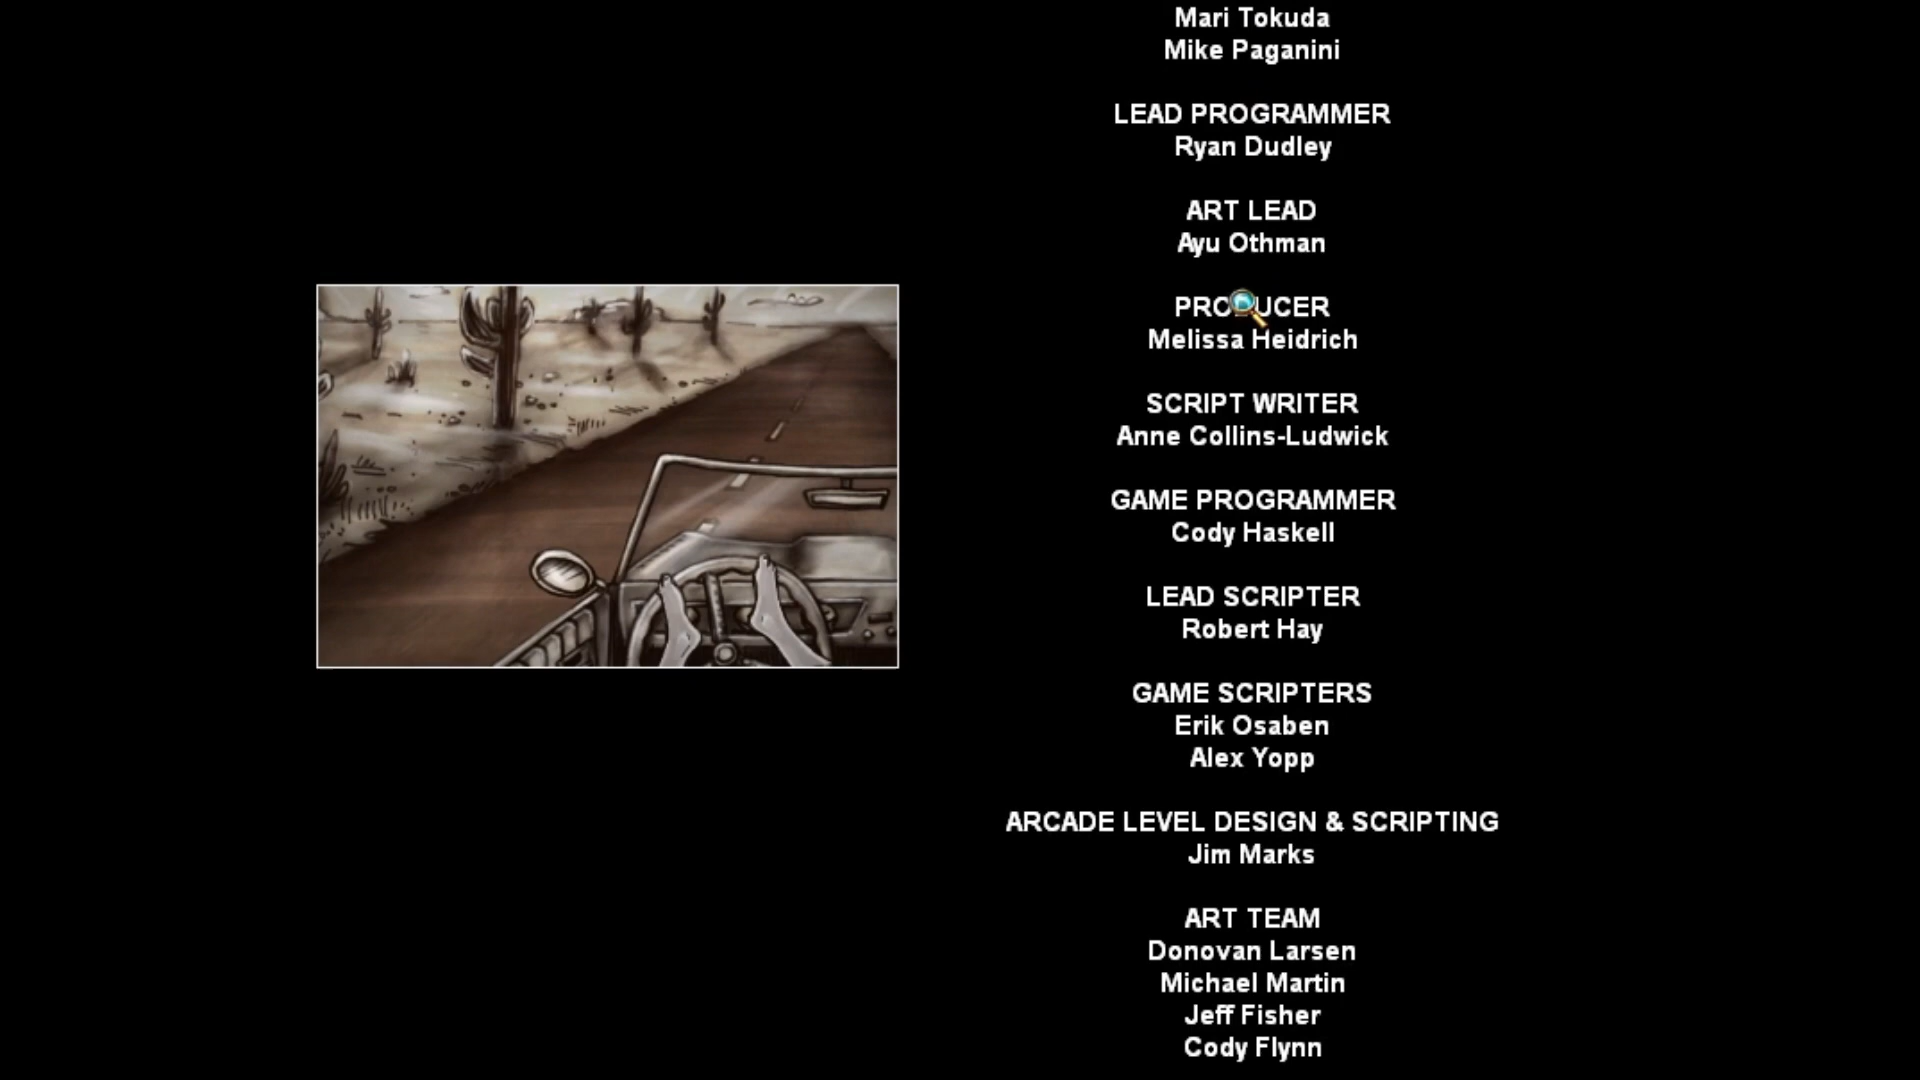 Mari Tokuda
Mike Paganini
LEAD PROGRAMMER
Ryan Dudley
ART LEAD
Ayu Othman
PRODUCER
Melissa Heidrich
SCRIPT WRITER
Anne Collins-Ludwick
GAME PROGRAMMER
Cody Haskell
LEAD SCRIPTER
Robert Hay
GAME SCRIPTERS
Erik Osaben
Alex Yopp
ARCADE LEVEL DESIGN & SCRIPTING
Jim Marks
ART TEAM
Donovan Larsen
Michael Martin
Jeff Fisher
Cody Flynn